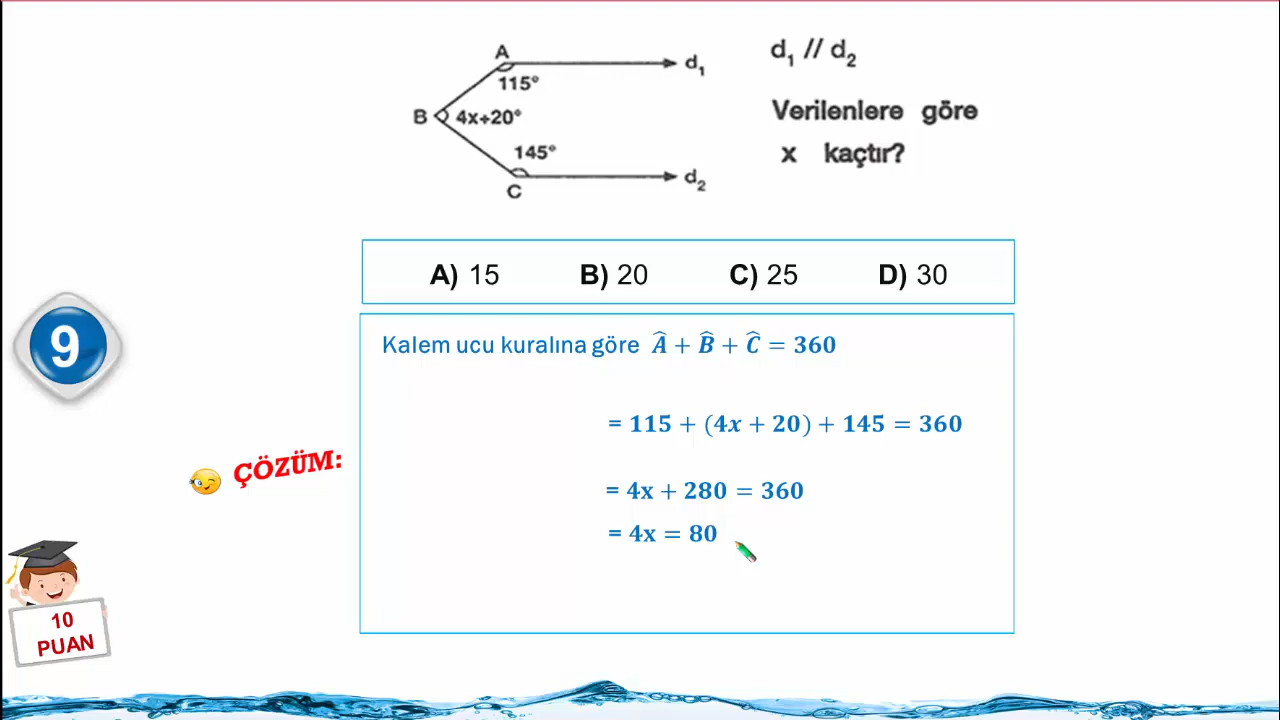 A
d₁
115°
B 4x+20°
145°
C
d₂
d₁ // d₂
Verilenlere göre
x kaçtır?
A) 15 B) 20 C) 25 D) 30
9
Kalem ucu kuralına göre Â + B̂ + Ĉ = 360
= 115 + (4x + 20) + 145 = 360
ÇÖZÜM:
= 4x + 280 = 360
= 4x = 80
10
PUAN